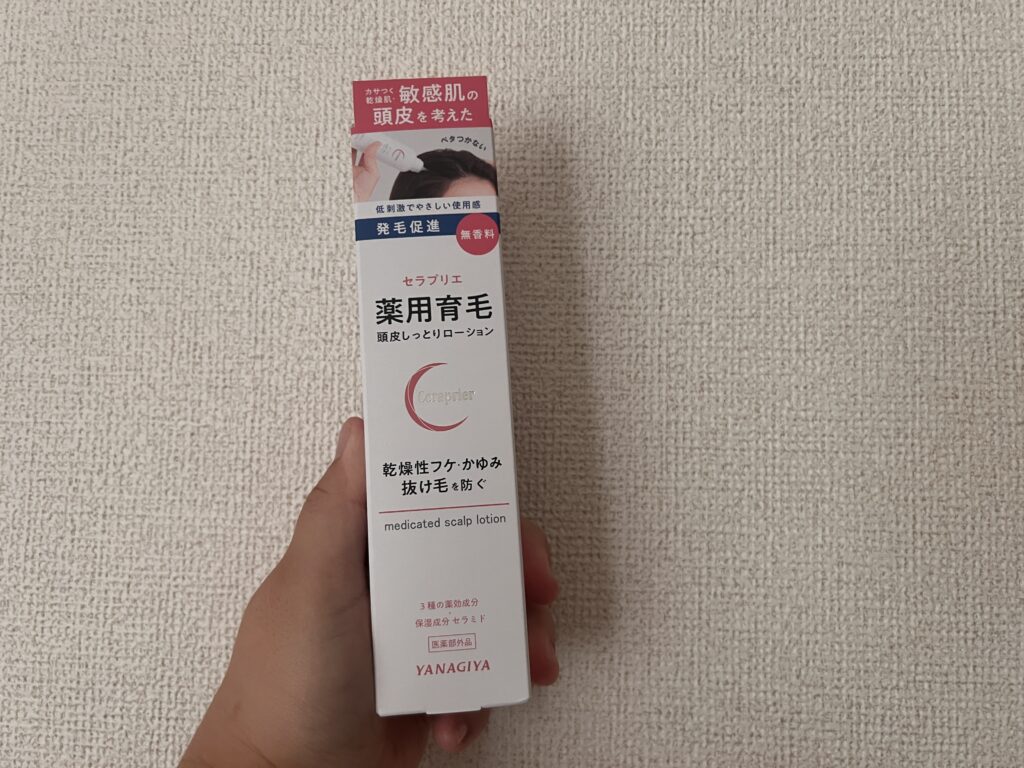 カサつく
乾燥肌・敏感肌の
頭皮を考えた
ベタつかない
低刺激でやさしい使用感
発毛促進
無香料
セラプリエ
薬用育毛
頭皮しっとりローション
Ceraprier
乾燥性フケ・かゆみ
抜け毛を防ぐ
medicated scalp lotion
3種の薬効成分
+
保湿成分 セラミド
医薬部外品
YANAGIYA